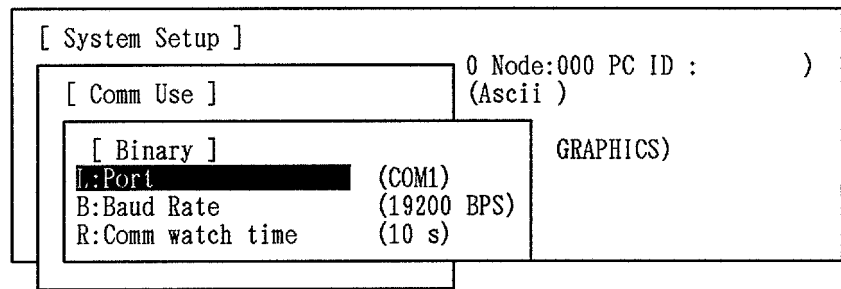 [ System Setup ]
0 Node:000 PC ID :          )
[ Comm Use ]
(Ascii )
[ Binary ]
GRAPHICS)
L:Port (COM1)
B:Baud Rate (19200 BPS)
R:Comm watch time (10 s)